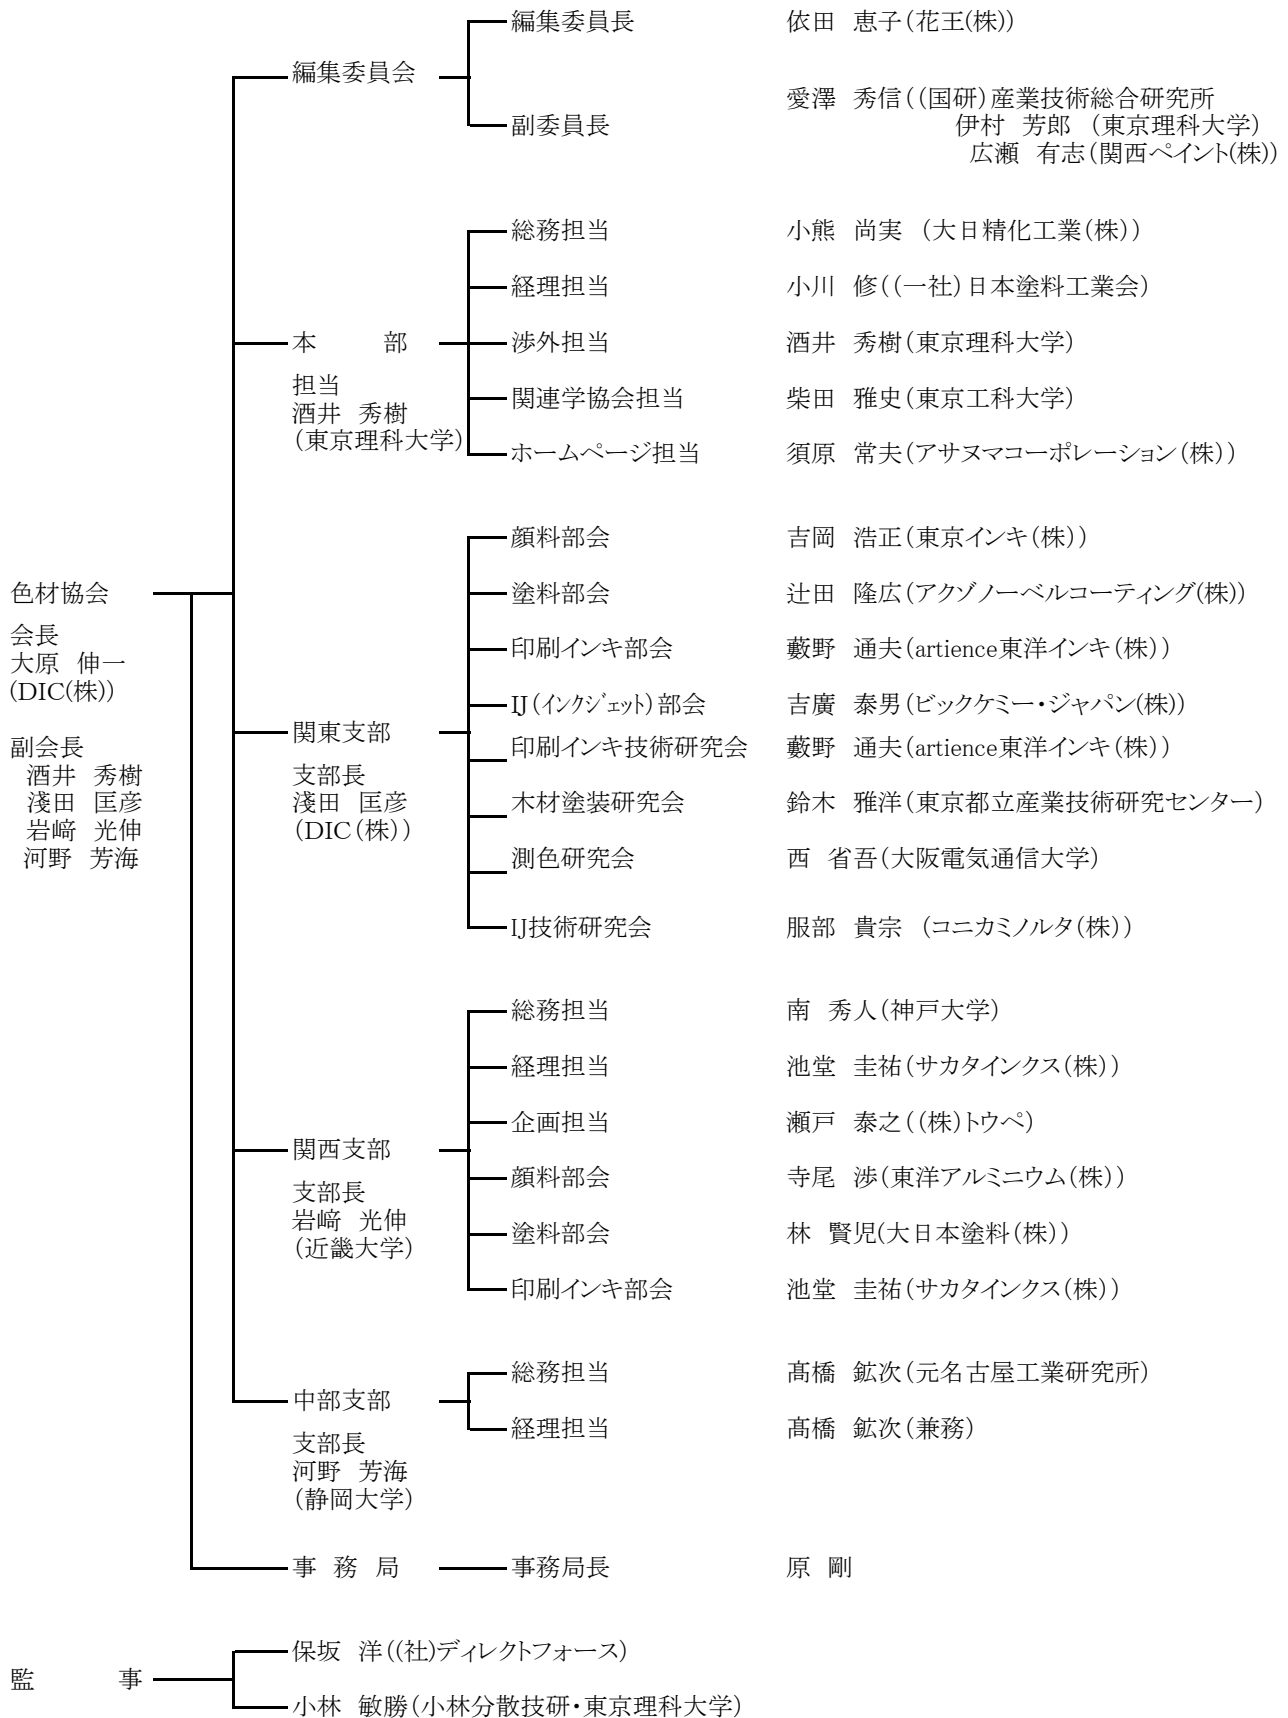 編集委員長 依田 恵子(花王(株))
編集委員会
愛澤 秀信((国研)産業技術総合研究所
副委員長 伊村 芳郎 (東京理科大学)
広瀬 有志(関西ペイント(株))
総務担当 小熊 尚実 (大日精化工業(株))
経理担当 小川 修((一社)日本塗料工業会)
本 部 渉外担当 酒井 秀樹(東京理科大学)
担当
酒井 秀樹
(東京理科大学)
関連学協会担当 柴田 雅史(東京工科大学)
ホームページ担当 須原 常夫(アサヌマコーポレーション(株))
顔料部会 吉岡 浩正(東京インキ(株))
色材協会
会長
大原 伸一
(DIC(株))
副会長
酒井 秀樹
淺田 匡彦
岩﨑 光伸
河野 芳海
塗料部会 辻田 隆広(アクゾノーベルコーティング(株))
印刷インキ部会 藪野 通夫(artience東洋インキ(株))
IJ(インクジェット)部会 吉廣 泰男(ビックケミー・ジャパン(株))
関東支部
支部長
淺田 匡彦
(DIC(株))
印刷インキ技術研究会 藪野 通夫(artience東洋インキ(株))
木材塗装研究会 鈴木 雅洋(東京都立産業技術研究センター)
測色研究会 西 省吾(大阪電気通信大学)
IJ技術研究会 服部 貴宗 (コニカミノルタ(株))
総務担当 南 秀人(神戸大学)
経理担当 池堂 圭祐(サカタインクス(株))
企画担当 瀬戸 泰之((株)トウペ)
関西支部
支部長
岩﨑 光伸
(近畿大学)
顔料部会 寺尾 渉(東洋アルミニウム(株))
塗料部会 林 賢児(大日本塗料(株))
印刷インキ部会 池堂 圭祐(サカタインクス(株))
総務担当 髙橋 鉱次(元名古屋工業研究所)
中部支部
支部長
河野 芳海
(静岡大学)
経理担当 髙橋 鉱次(兼務)
事 務 局 事務局長 原 剛
監 事
保坂 洋((社)ディレクトフォース)
小林 敏勝(小林分散技研・東京理科大学)